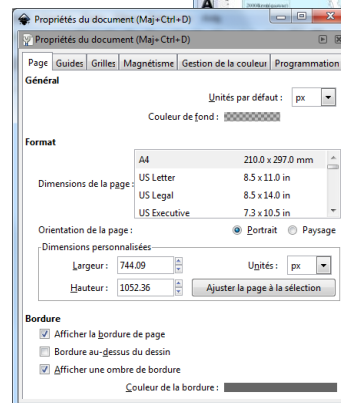 Propriétés du document (Maj+Ctrl+D)
Propriétés du document (Maj+Ctrl+D)
Page Guides Grilles Magnétisme Gestion de la couleur Programmation
Général
Unités par défaut : px
Couleur de fond :
Format
Dimensions de la page :
A4 210.0 x 297.0 mm
US Letter 8.5 x 11.0 in
US Legal 8.5 x 14.0 in
US Executive 7.3 x 10.5 in
Orientation de la page : Portrait Paysage
Dimensions personnalisées
Largeur : 744.09 Unités : px
Hauteur : 1052.36 Ajuster la page à la sélection
Bordure
Afficher la bordure de page
Bordure au-dessus du dessin
Afficher une ombre de bordure
Couleur de la bordure :